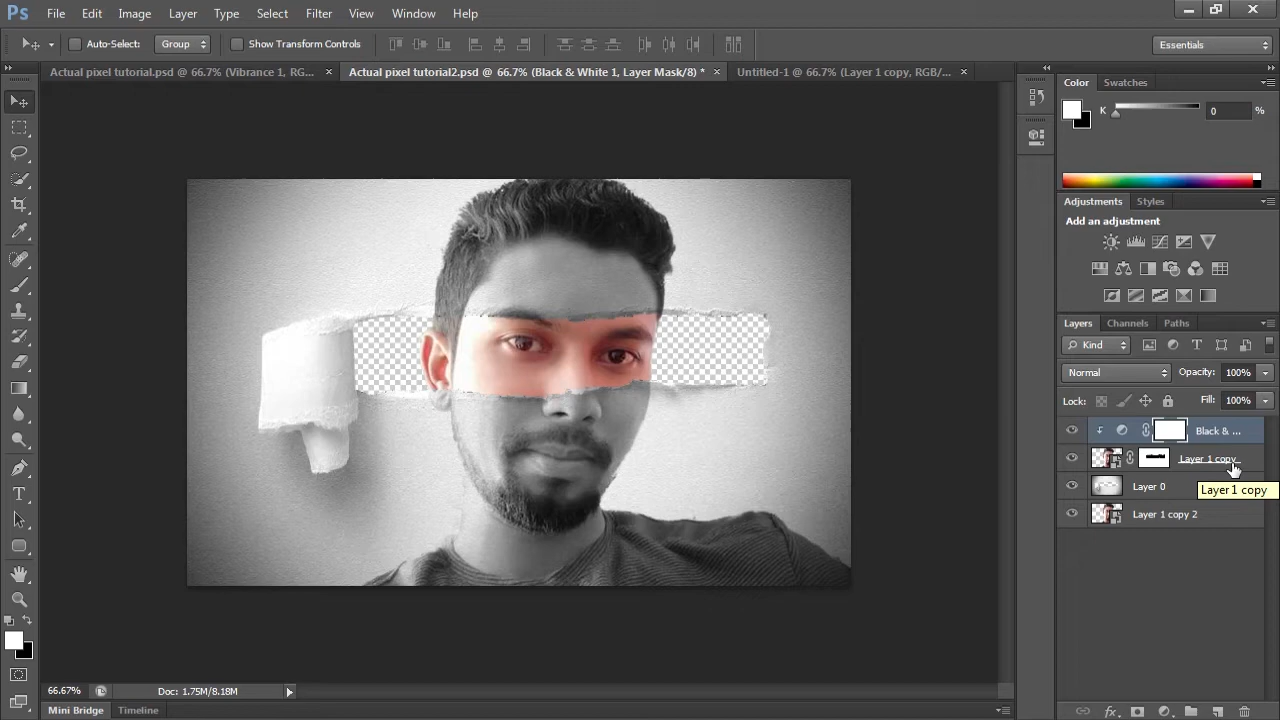 Ps File Edit Image Layer Type Select Filter View Window Help
Auto-Select: Group Show Transform Controls Essentials
Actual pixel tutorial.psd @ 66.7% (Vibrance 1, RG... × Actual pixel tutorial2.psd @ 66.7% (Black & White 1, Layer Mask/8) * × Untitled-1 @ 66.7% (Layer 1 copy, RGB/... ×
Color Swatches
K 0 %
Adjustments Styles
Add an adjustment
Layers Channels Paths
Kind
Normal Opacity: 100%
Lock: Fill: 100%
Black & ...
Layer 1 copy
Layer 0
Layer 1 copy
Layer 1 copy 2
66.67% Doc: 1.75M/8.18M
Mini Bridge Timeline